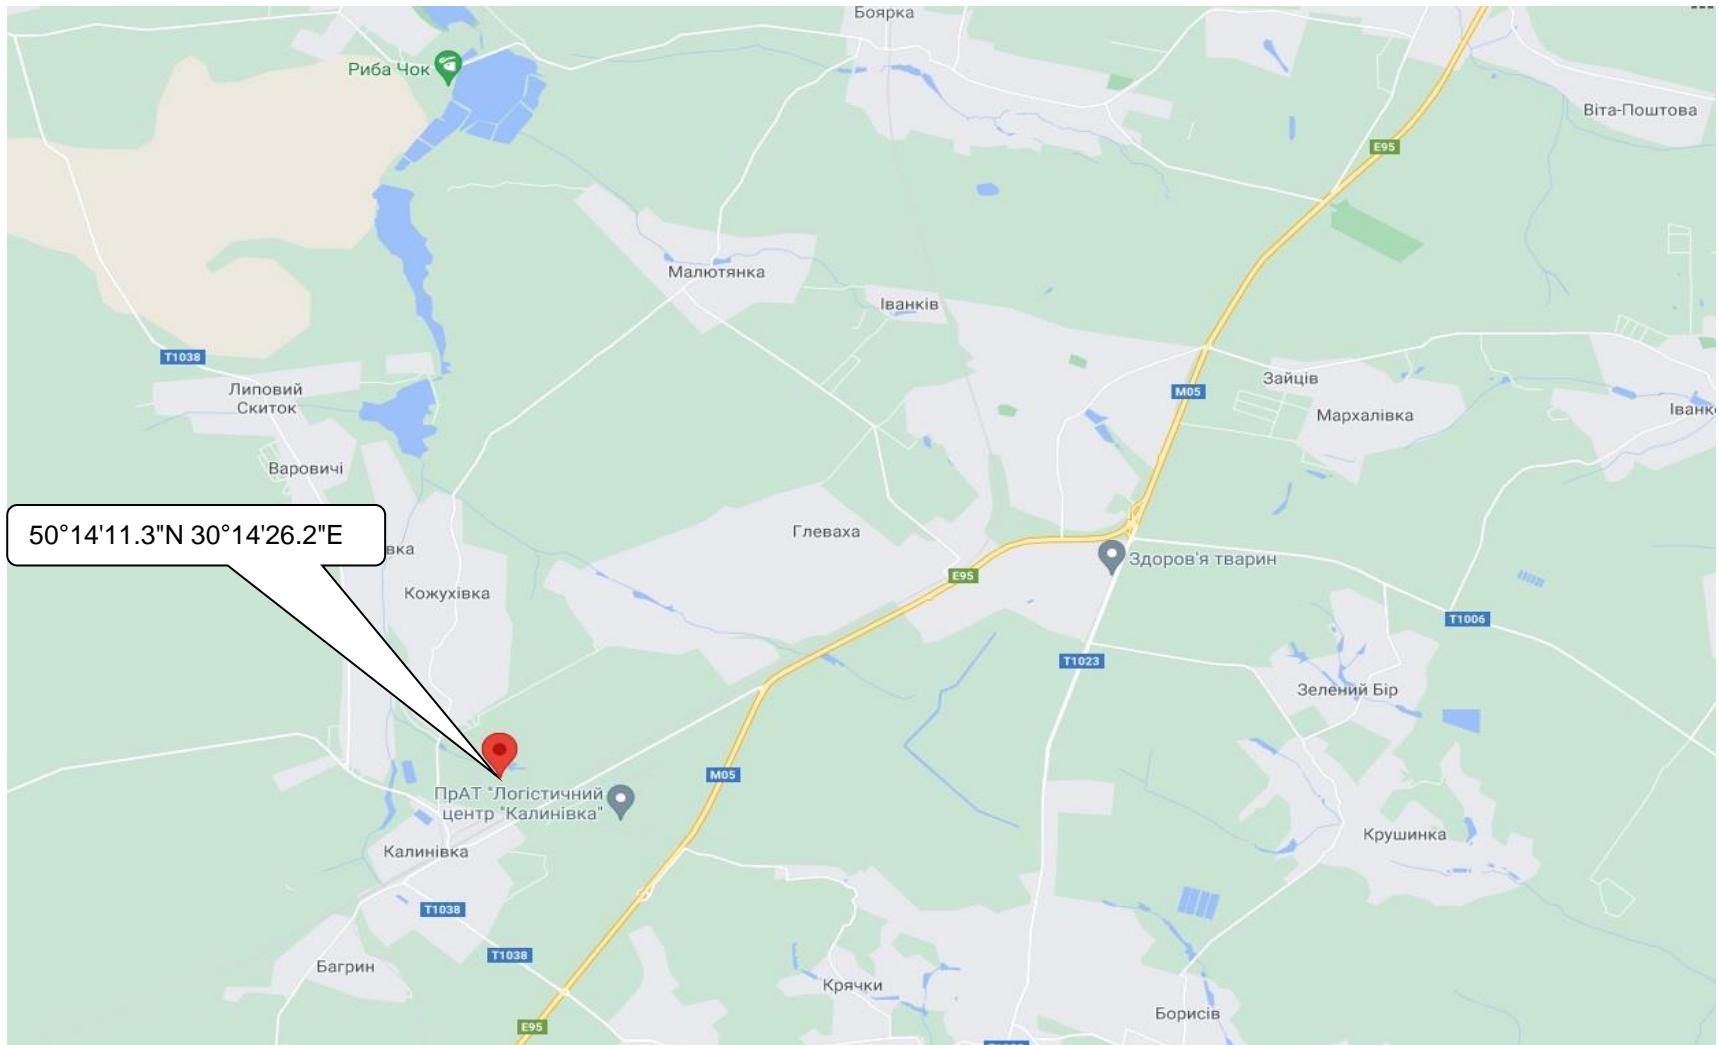 Боярка
Риба Чок
Віта-Поштова
E95
Малютянка
Іванків
T1038
Липовий
Скиток
Зайців
M05
Мархалівка
Іванк
Варовичі
50°14'11.3"N 30°14'26.2"E
Глеваха
вка
Здоров'я тварин
E95
Кожухівка
T1006
T1023
Зелений Бір
M05
ПрАТ "Логістичний
центр "Калинівка"
Крушинка
Калинівка
T1038
T1038
Багрин
Крячки
Борисів
E95